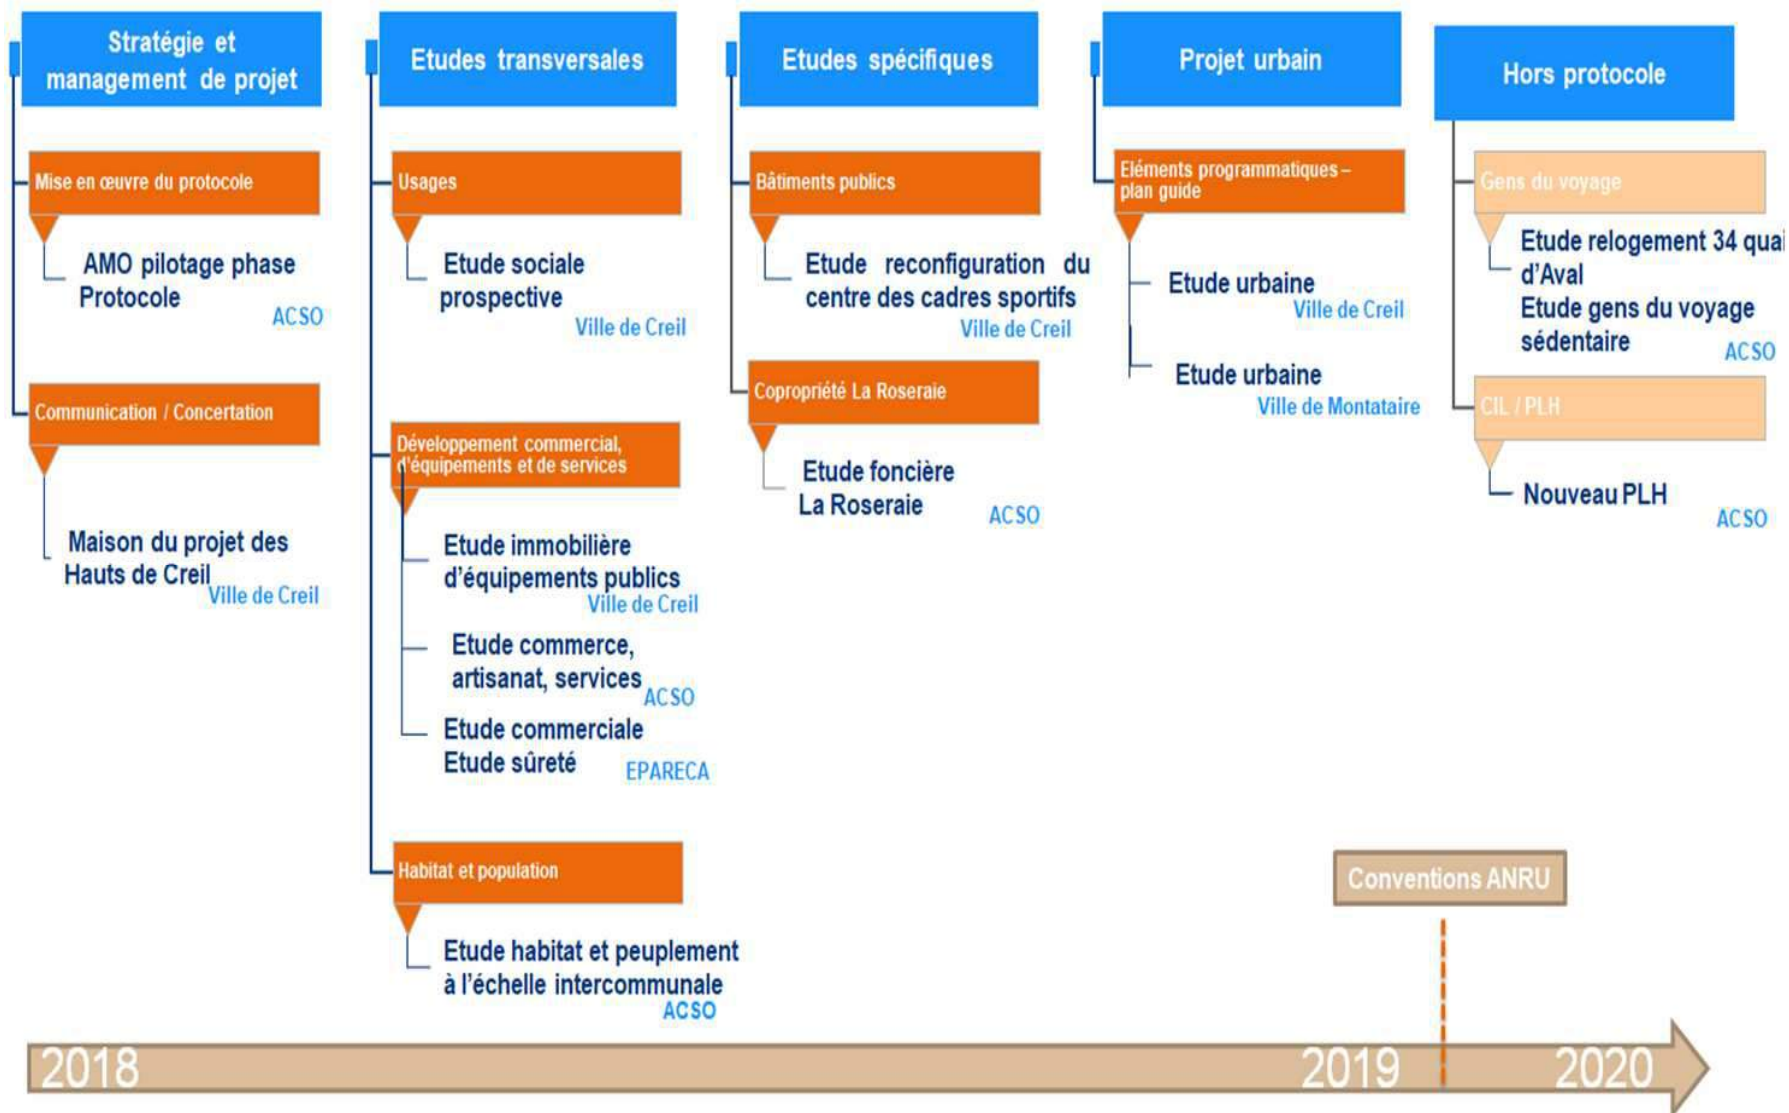 Stratégie et
management de projet
Mise en œuvre du protocole
AMO pilotage phase
Protocole
ACSO
Communication / Concertation
Maison du projet des
Hauts de Creil
Ville de Creil
Etudes transversales
Usages
Etude sociale
prospective
Ville de Creil
Développement commercial,
d'équipements et de services
Etude immobilière
d'équipements publics
Ville de Creil
Etude commerce,
artisanat, services
ACSO
Etude commerciale
Etude sûreté
EPARECA
Habitat et population
Etude habitat et peuplement
à l'échelle intercommunale
ACSO
Etudes spécifiques
Bâtiments publics
Etude reconfiguration du
centre des cadres sportifs
Ville de Creil
Copropriété La Roseraie
Etude foncière
La Roseraie
ACSO
Projet urbain
Eléments programmatiques –
plan guide
Etude urbaine
Ville de Creil
Etude urbaine
Ville de Montataire
Hors protocole
Gens du voyage
Etude relogement 34 quai
d'Aval
Etude gens du voyage
sédentaire
ACSO
CIL / PLH
Nouveau PLH
ACSO
Conventions ANRU
2018
2019
2020